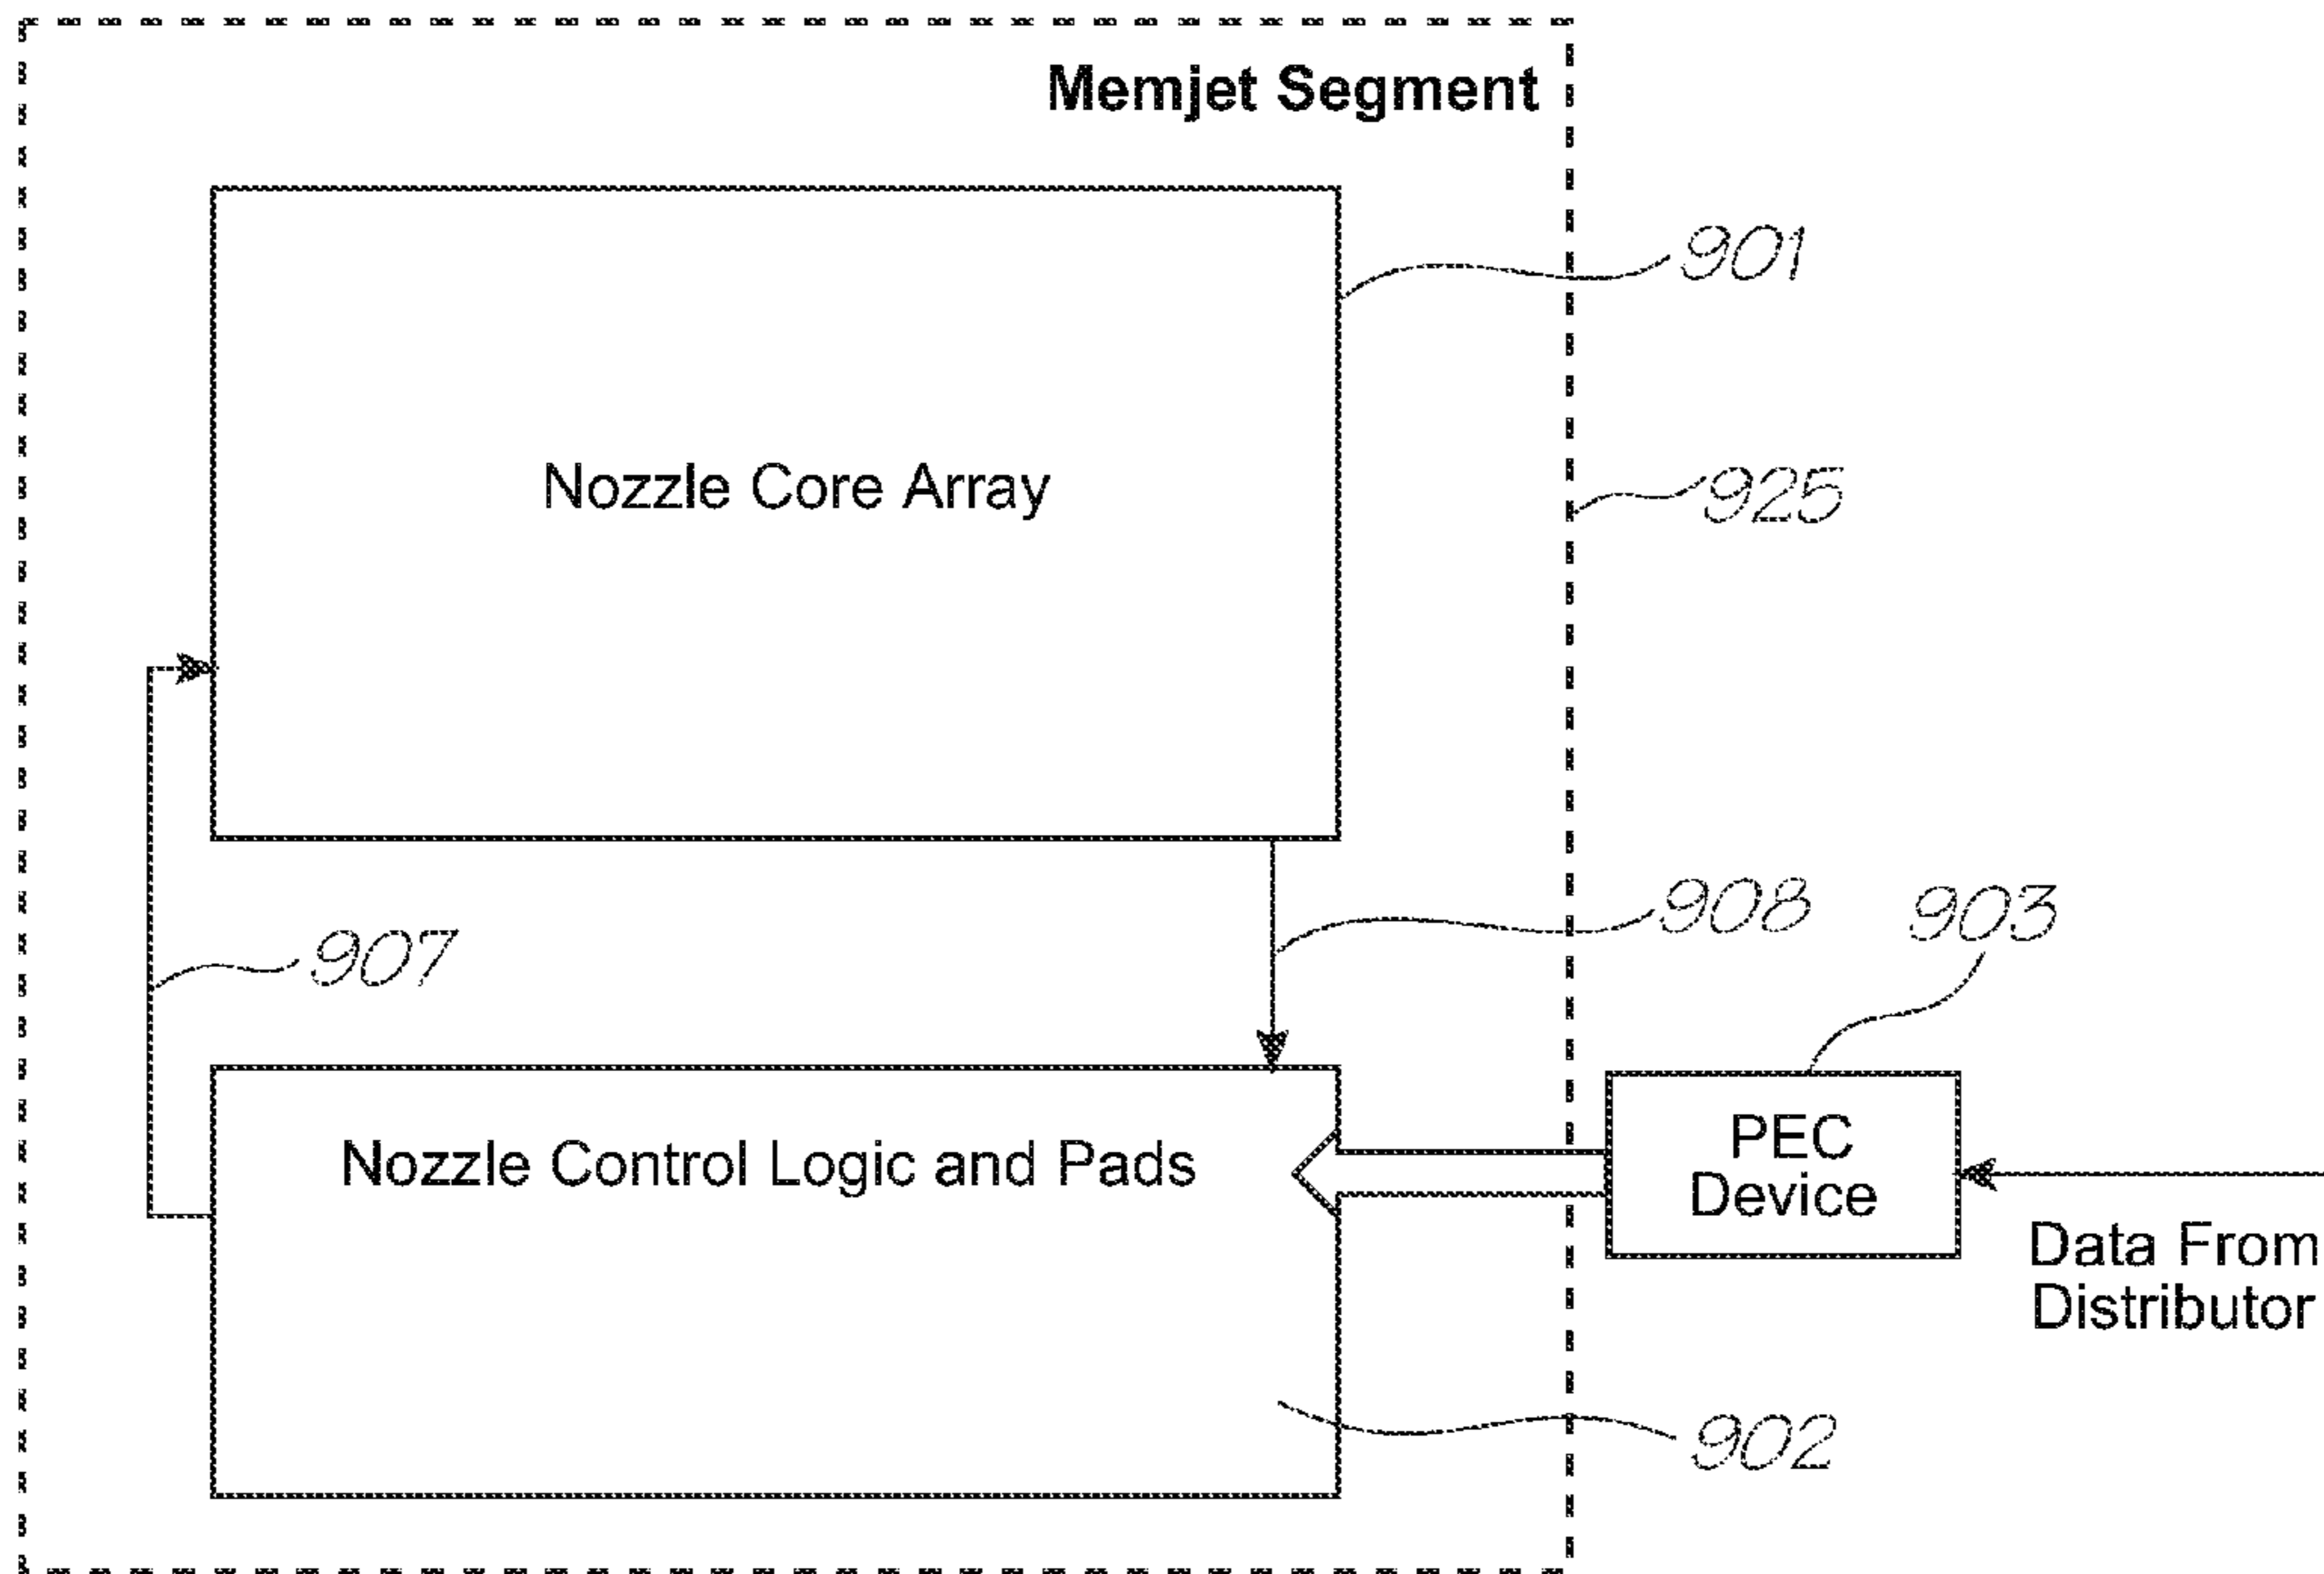 Memjet Segment
901
Nozzle Core Array
925
908
903
907
PEC
Device
Nozzle Control Logic and Pads
Data From
Distributor
902